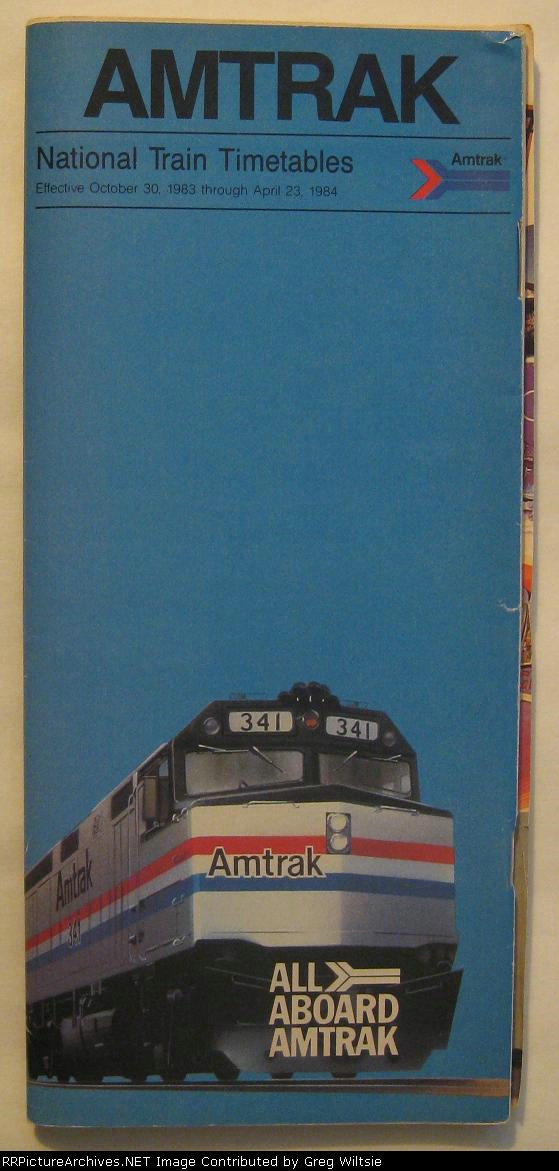 AMTRAK
National Train Timetables
Effective October 30, 1983 through April 23, 1984
Amtrak
341
341
Amtrak
Amtrak
341
ALL
ABOARD
AMTRAK
RRPictureArchives.NET Image Contributed by Greg Wiltsie